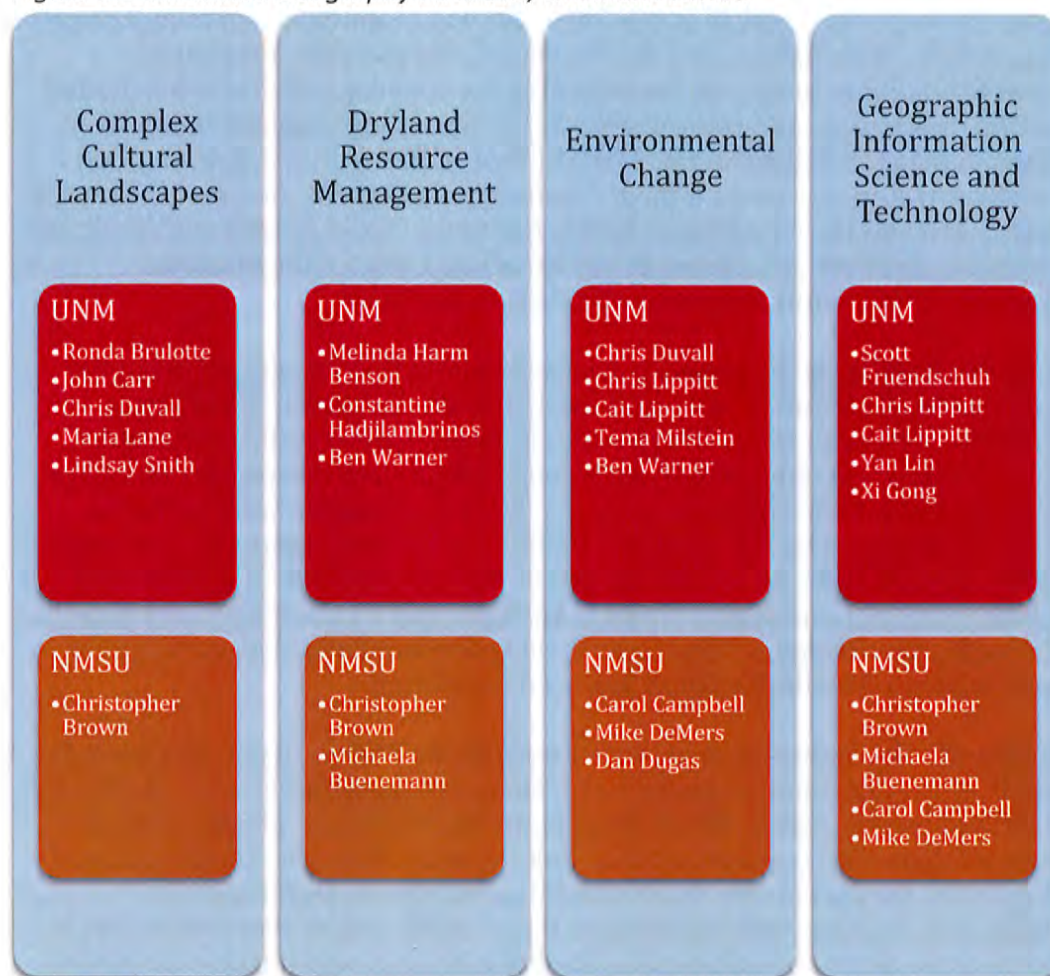 Complex
Cultural
Landscapes
UNM
•Ronda Brulotte
•John Carr
•Chris Duvall
•Maria Lane
•Lindsay Snith
NMSU
•Christopher
Brown
Dryland
Resource
Management
UNM
•Melinda Harm
Benson
•Constantine
Hadjilambrinos
•Ben Warner
NMSU
•Christopher
Brown
•Michaela
Buenemann
Environmental
Change
UNM
•Chris Duvall
•Chris Lippitt
•Cait Lippitt
•Tema Milstein
•Ben Warner
NMSU
•Carol Campbell
•Mike DeMers
•Dan Dugas
Geographic
Information
Science and
Technology
UNM
•Scott
Fruendschuh
•Chris Lippitt
•Cait Lippitt
•Yan Lin
•Xi Gong
NMSU
•Christopher
Brown
•Michaela
Buenemann
•Carol Campbell
•Mike DeMers